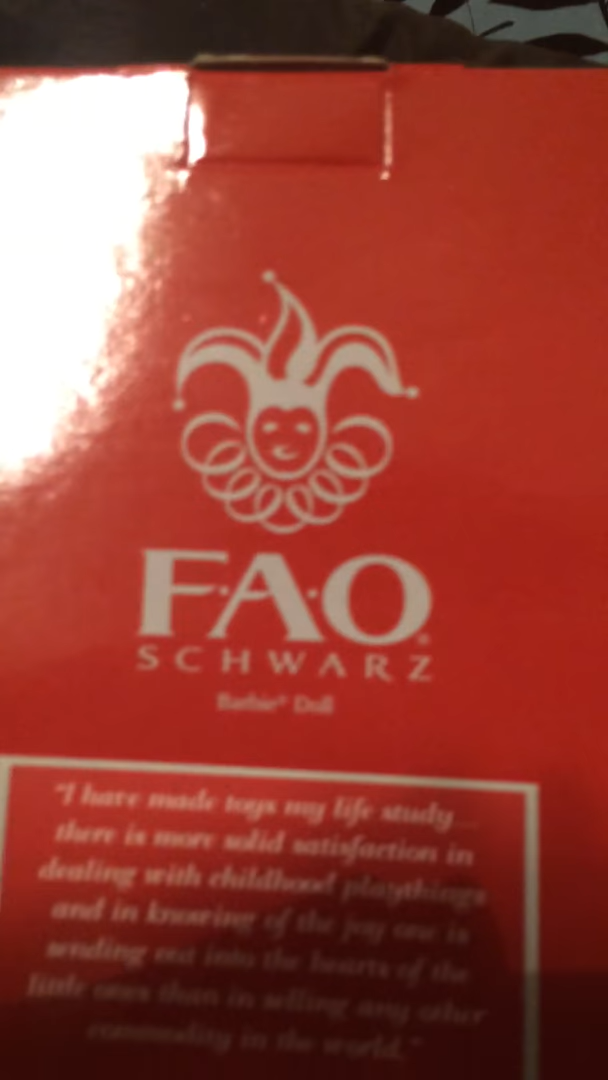 F·A·O®
SCHWARZ
Barbie® Doll
"I have made toys my life study...
there is more solid satisfaction in
dealing with childhood playthings
and in knowing of the joy one is
sending out into the hearts of the
little ones than in selling any other
commodity in the world."